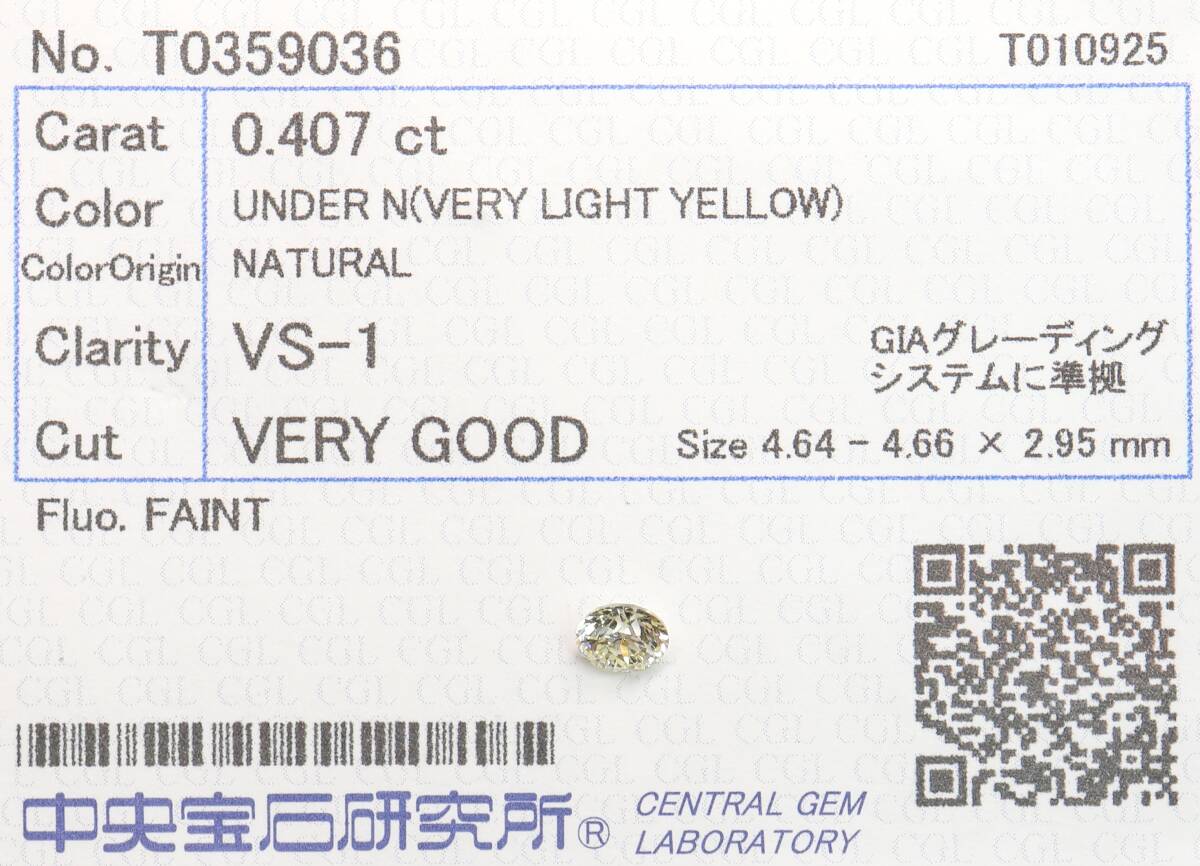 No. T0359036
T010925
Carat 0.407 ct
Color UNDER N(VERY LIGHT YELLOW)
ColorOrigin NATURAL
Clarity VS-1
GIAグレーディング
システムに準拠
Cut VERY GOOD Size 4.64 - 4.66 × 2.95 mm
Fluo. FAINT
中央宝石研究所®
CENTRAL GEM
LABORATORY